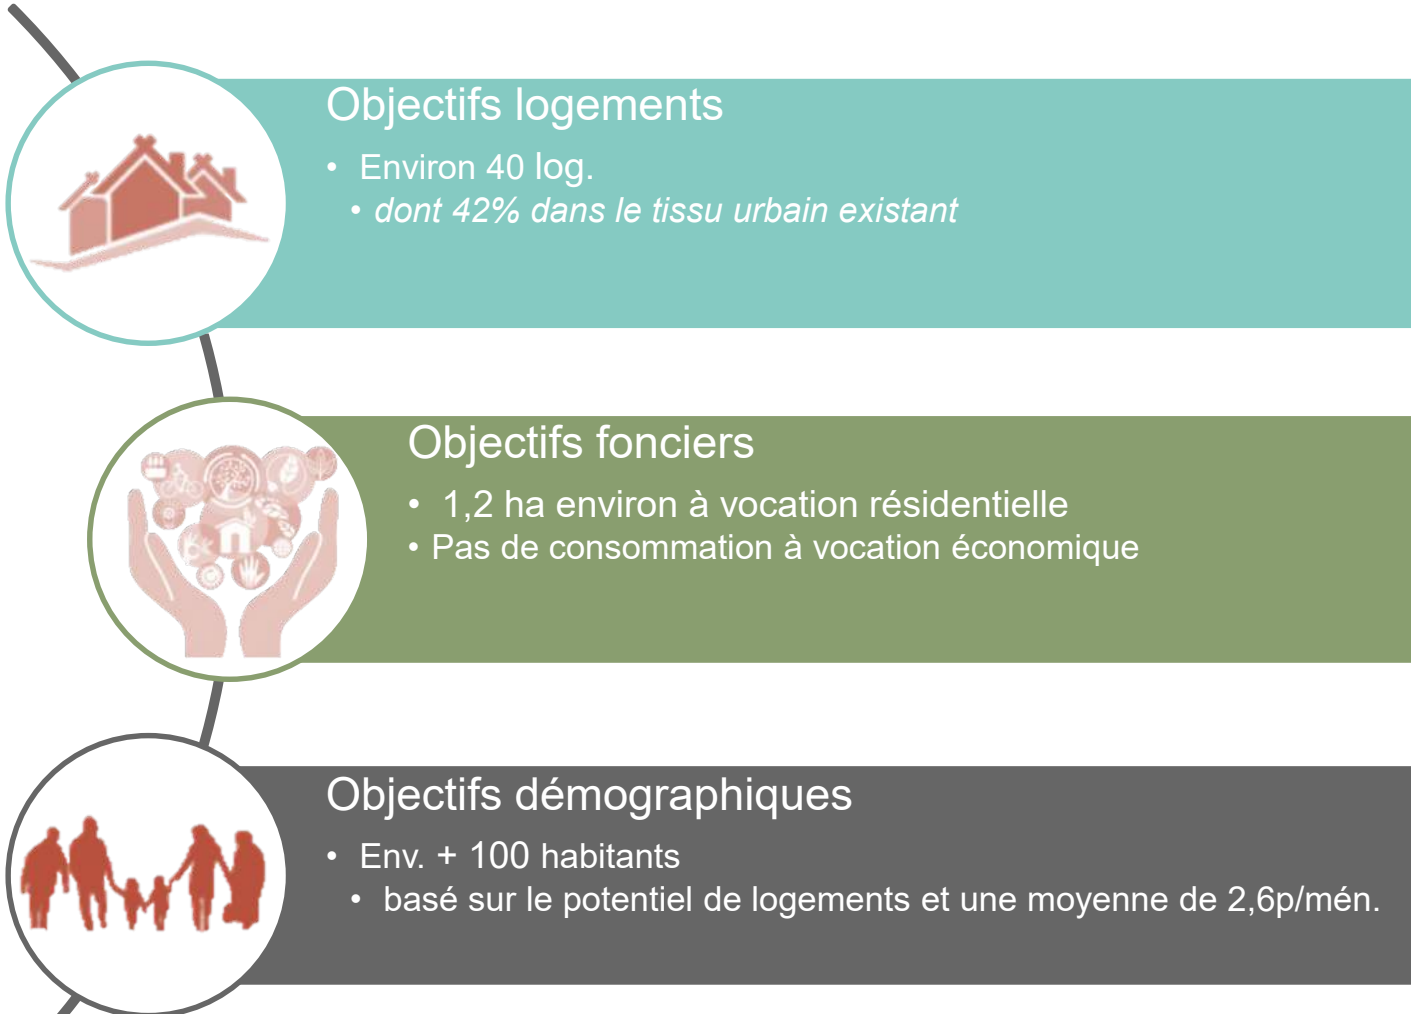 Objectifs logements
• Environ 40 log.
• dont 42% dans le tissu urbain existant
Objectifs fonciers
• 1,2 ha environ à vocation résidentielle
• Pas de consommation à vocation économique
Objectifs démographiques
• Env. + 100 habitants
• basé sur le potentiel de logements et une moyenne de 2,6p/mén.